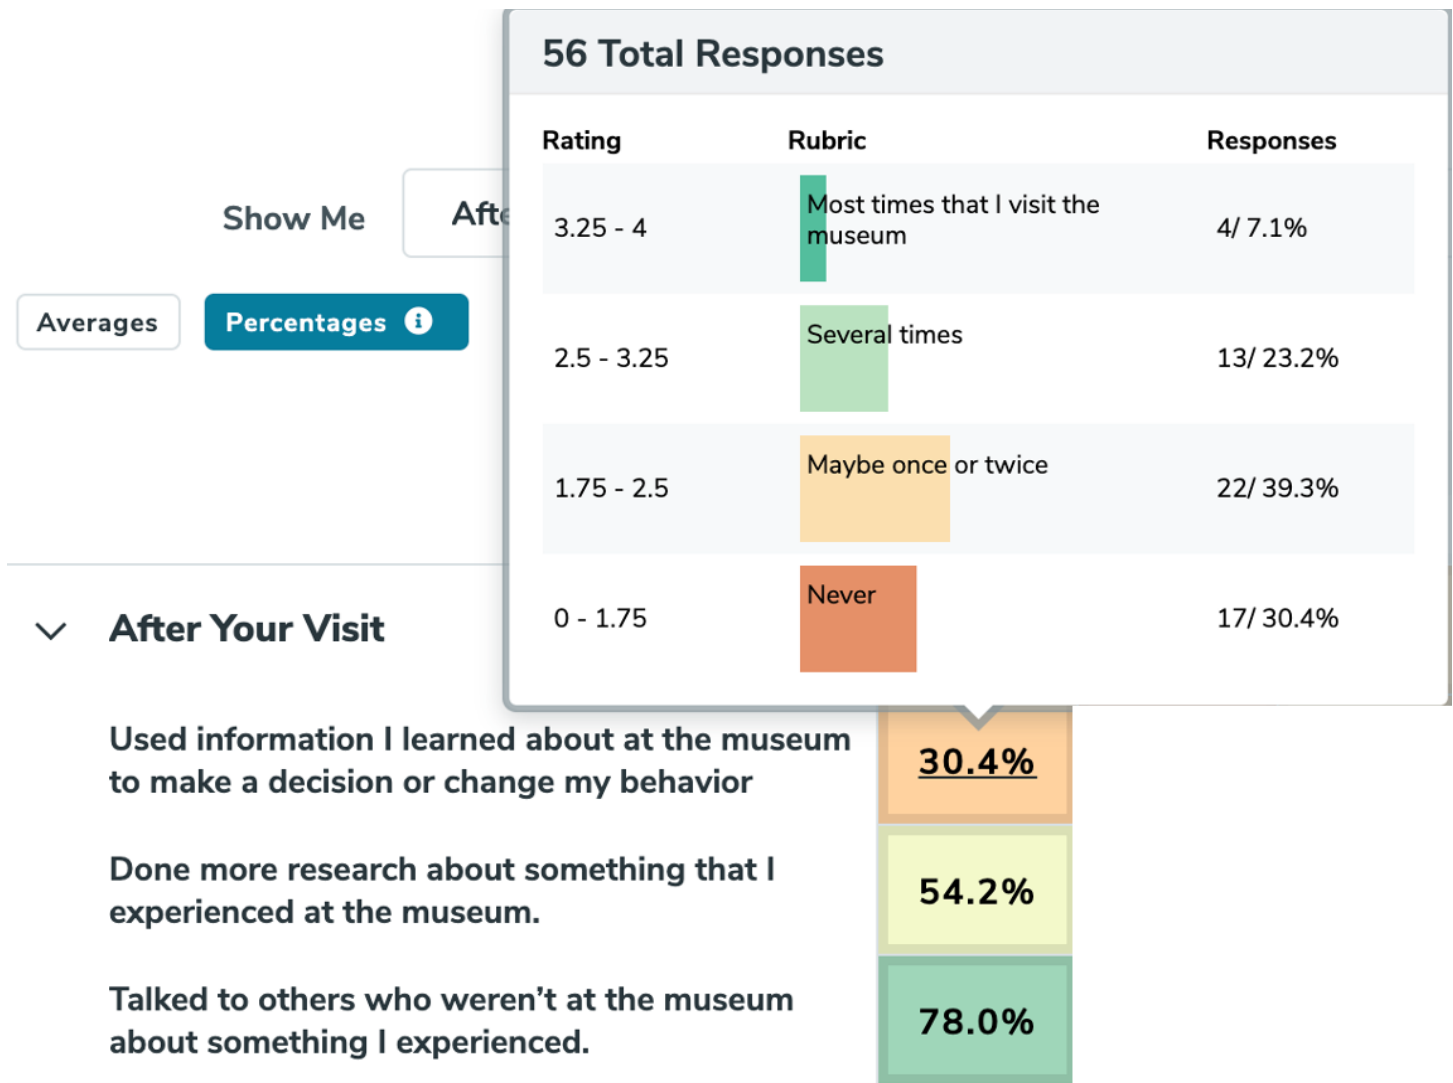 56 Total Responses
Rating Rubric Responses
3.25 - 4 Most times that I visit the museum 4/ 7.1%
2.5 - 3.25 Several times 13/ 23.2%
1.75 - 2.5 Maybe once or twice 22/ 39.3%
0 - 1.75 Never 17/ 30.4%
Show Me
Averages Percentages
After Your Visit
Used information I learned about at the museum
to make a decision or change my behavior
30.4%
Done more research about something that I
experienced at the museum.
54.2%
Talked to others who weren't at the museum
about something I experienced.
78.0%